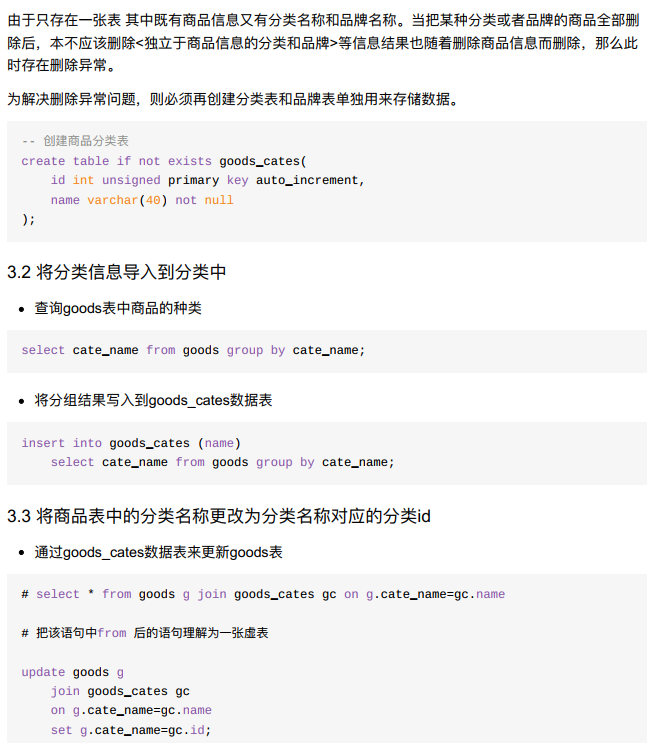 由于只存在一张表 其中既有商品信息又有分类名称和品牌名称。当把某种分类或者品牌的商品全部删
除后，本不应该删除<独立于商品信息的分类和品牌>等信息结果也随着删除商品信息而删除，那么此
时存在删除异常。
为解决删除异常问题，则必须再创建分类表和品牌表单独用来存储数据。
-- 创建商品分类表
create table if not exists goods_cates(
    id int unsigned primary key auto_increment,
    name varchar(40) not null
);
3.2 将分类信息导入到分类中
• 查询goods表中商品的种类
select cate_name from goods group by cate_name;
• 将分组结果写入到goods_cates数据表
insert into goods_cates (name)
    select cate_name from goods group by cate_name;
3.3 将商品表中的分类名称更改为分类名称对应的分类id
• 通过goods_cates数据表来更新goods表
# select * from goods g join goods_cates gc on g.cate_name=gc.name
# 把该语句中from 后的语句理解为一张虚表
update goods g
    join goods_cates gc
    on g.cate_name=gc.name
    set g.cate_name=gc.id;